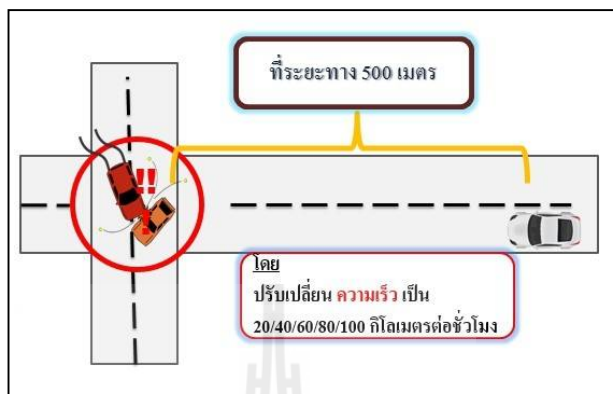 ที่ระยะทาง 500 เมตร
!!
!
โดย
ปรับเปลี่ยน ความเร็ว เป็น
20/40/60/80/100 กิโลเมตรต่อชั่วโมง